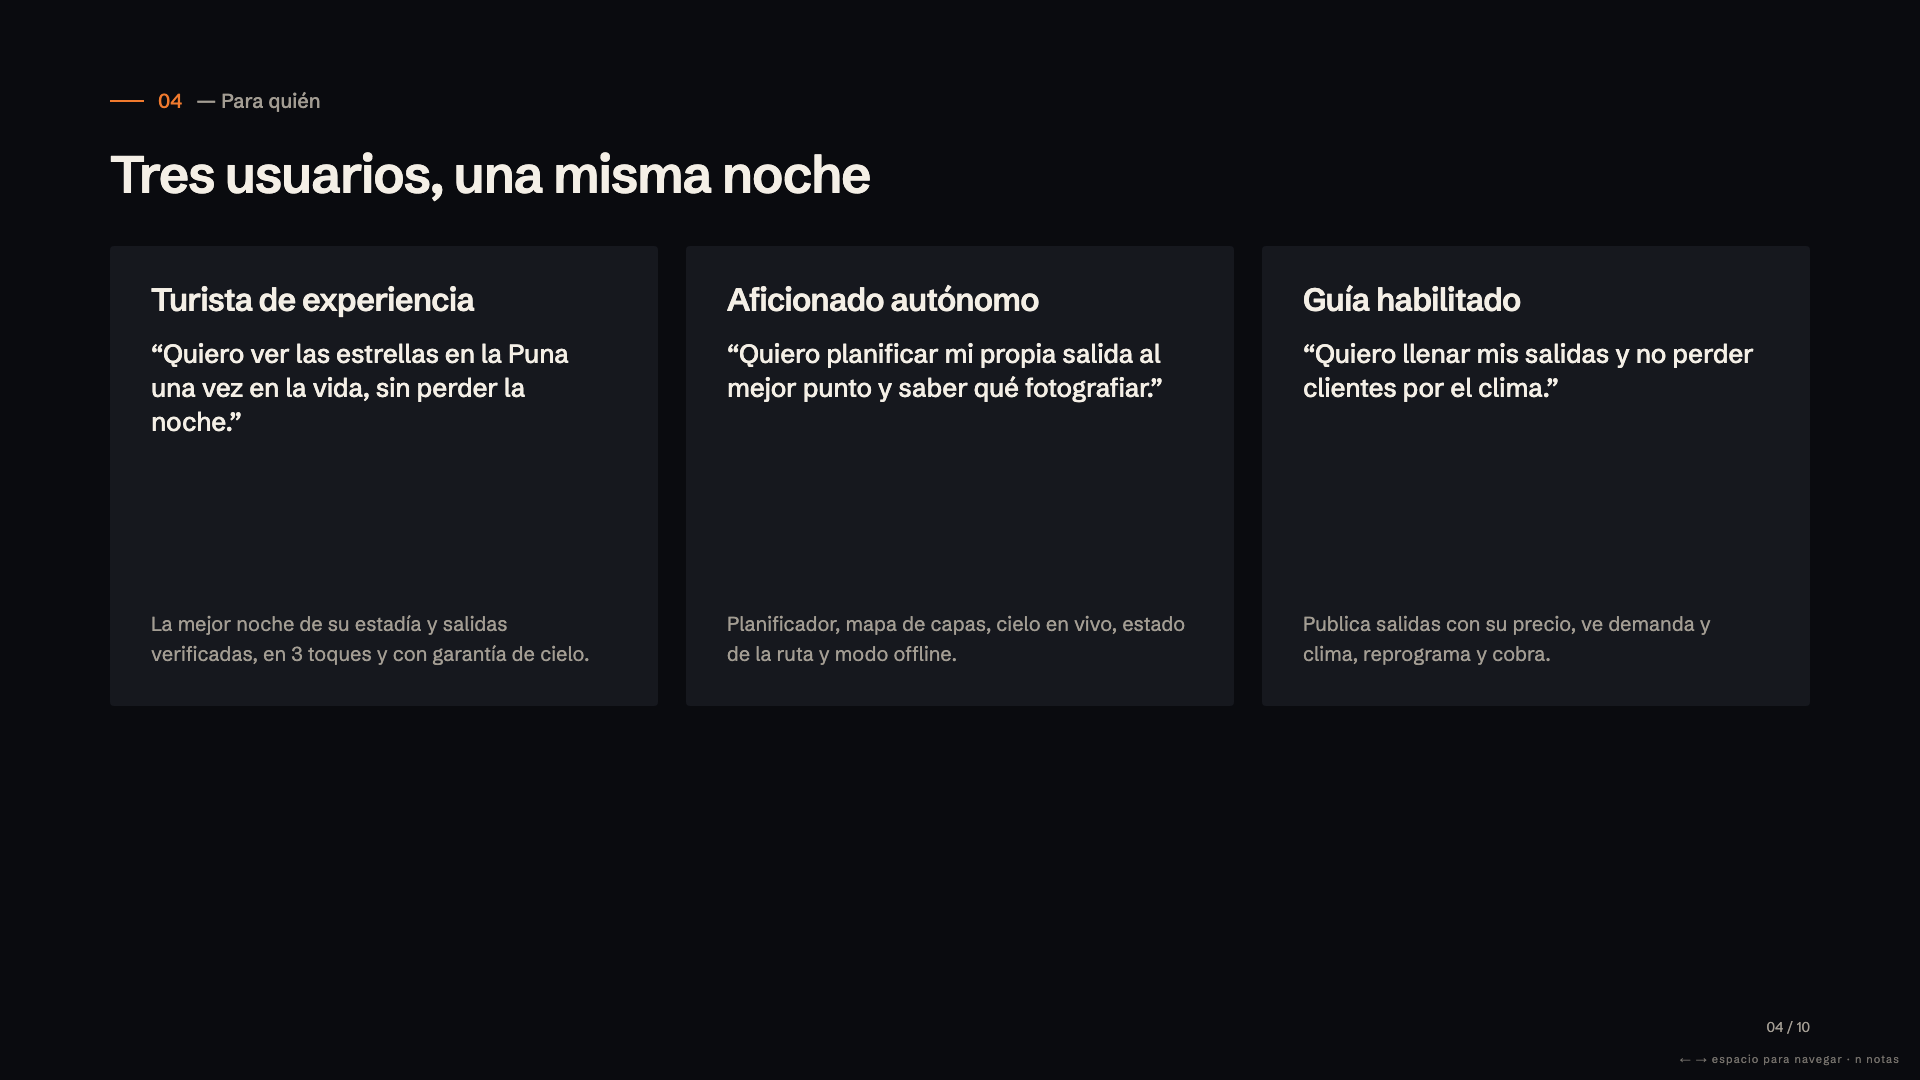 04 — Para quién
Tres usuarios, una misma noche
Turista de experiencia
“Quiero ver las estrellas en la Puna
una vez en la vida, sin perder la
noche.”
La mejor noche de su estadía y salidas
verificadas, en 3 toques y con garantía de cielo.
Aficionado autónomo
“Quiero planificar mi propia salida al
mejor punto y saber qué fotografiar.”
Planificador, mapa de capas, cielo en vivo, estado
de la ruta y modo offline.
Guía habilitado
“Quiero llenar mis salidas y no perder
clientes por el clima.”
Publica salidas con su precio, ve demanda y
clima, reprograma y cobra.
04 / 10
← → espacio para navegar · n notas